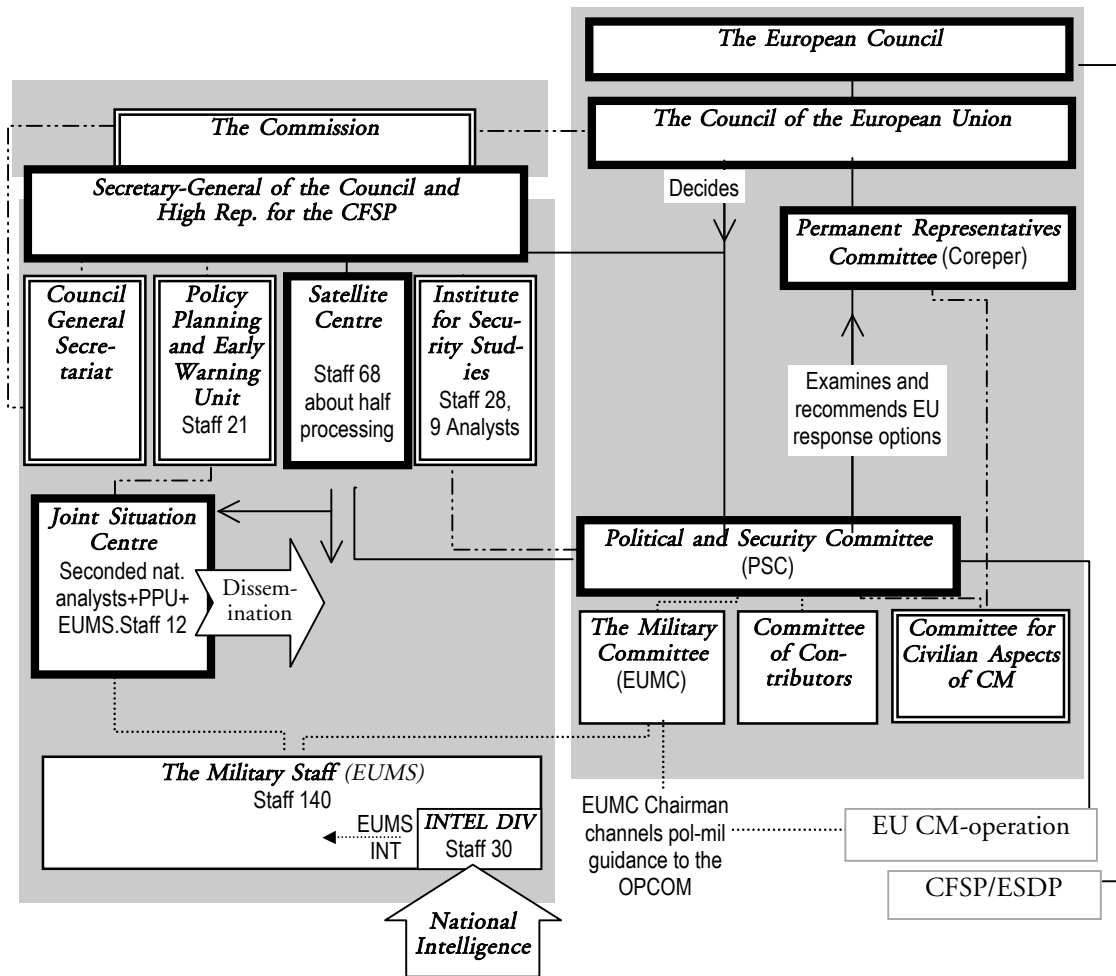 The European Council
The Council of the European Union
The Commission
Secretary-General of the Council and
High Rep. for the CFSP
Decides
Permanent Representatives
Committee (Coreper)
Council
General
Secre-
tariat
Policy
Planning
and Early
Warning
Unit
Staff 21
Satellite
Centre
Staff 68
about half
processing
Institute
for Secu-
rity Stud-
ies
Staff 28,
9 Analysts
Examines and
recommends EU
response options
Joint Situation
Centre
Seconded nat.
analysts+PPU+
EUMS.Staff 12
Dissem-
ination
Political and Security Committee
(PSC)
The Military
Committee
(EUMC)
Committee
of Con-
tributors
Committee for
Civilian Aspects
of CM
The Military Staff (EUMS)
Staff 140
EUMS
INT
INTEL DIV
Staff 30
National
Intelligence
EUMC Chairman
channels pol-mil
guidance to the
OPCOM
EU CM-operation
CFSP/ESDP